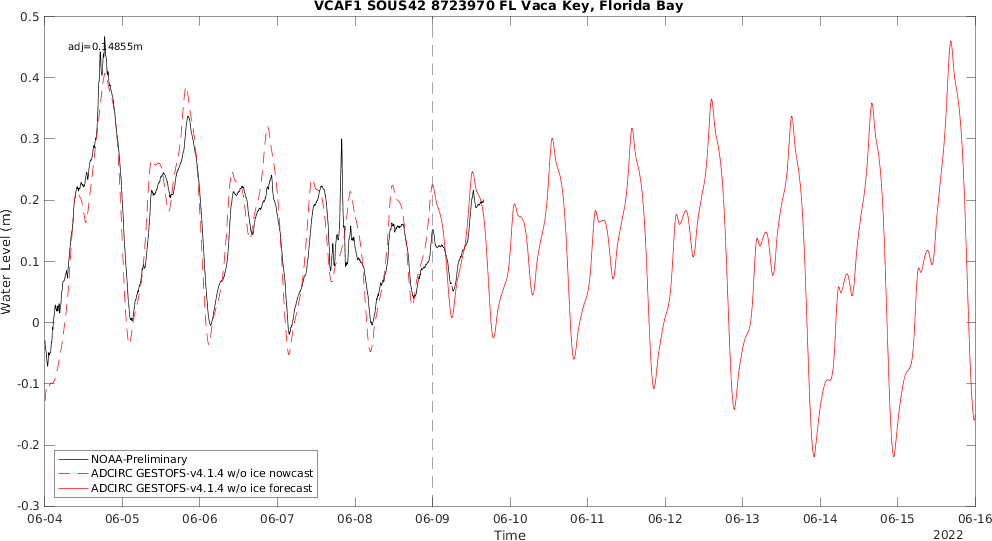 VCAF1 SOUS42 8723970 FL Vaca Key, Florida Bay
adj=0.14855m
0.5
0.4
0.3
0.2
0.1
0
-0.1
-0.2
-0.3
Water Level (m)
NOAA-Preliminary
ADCIRC GESTOFS-v4.1.4 w/o ice nowcast
ADCIRC GESTOFS-v4.1.4 w/o ice forecast
06-04 06-05 06-06 06-07 06-08 06-09 06-10 06-11 06-12 06-13 06-14 06-15 06-16
Time
2022